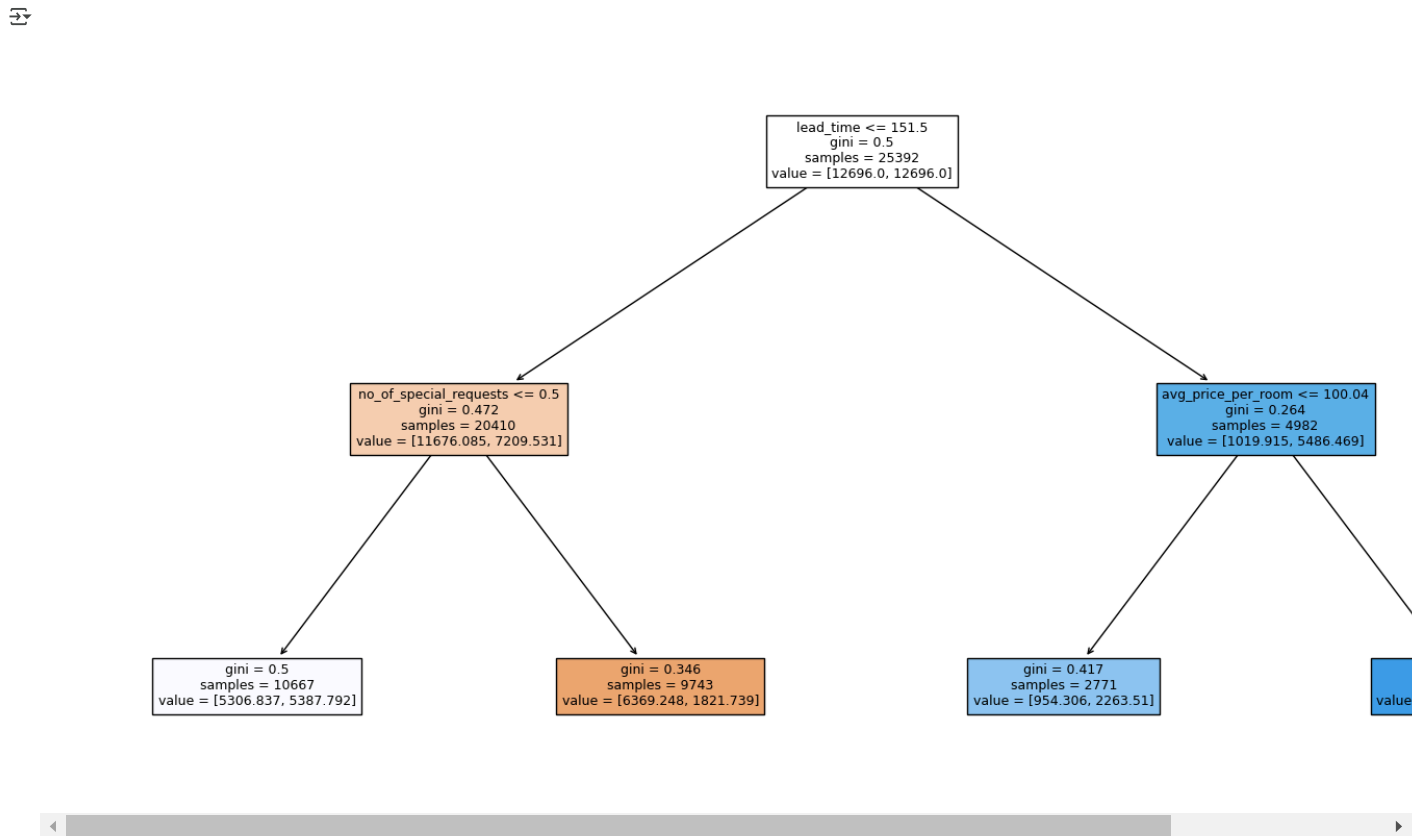 lead_time <= 151.5
gini = 0.5
samples = 25392
value = [12696.0, 12696.0]
no_of_special_requests <= 0.5
gini = 0.472
samples = 20410
value = [11676.085, 7209.531]
avg_price_per_room <= 100.04
gini = 0.264
samples = 4982
value = [1019.915, 5486.469]
gini = 0.5
samples = 10667
value = [5306.837, 5387.792]
gini = 0.346
samples = 9743
value = [6369.248, 1821.739]
gini = 0.417
samples = 2771
value = [954.306, 2263.51]
value